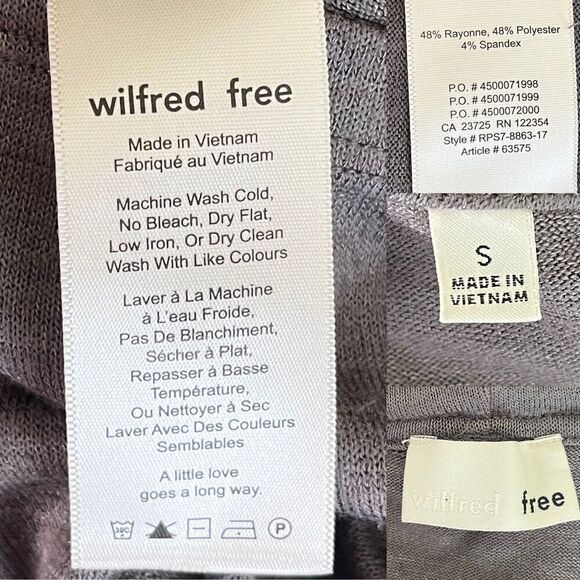 wilfred free
Made in Vietnam
Fabriqué au Vietnam
Machine Wash Cold,
No Bleach, Dry Flat,
Low Iron, Or Dry Clean
Wash With Like Colours
Laver à La Machine
à L'eau Froide,
Pas De Blanchiment,
Sécher à Plat,
Repasser à Basse
Température,
Ou Nettoyer à Sec
Laver Avec Des Couleurs
Semblables
A little love
goes a long way.
30C
P
48% Rayonne, 48% Polyester
4% Spandex
P.O. # 4500071998
P.O. # 4500071999
P.O. # 4500072000
CA 23725 RN 122354
Style # RPS7-8863-17
Article # 63575
S
MADE IN
VIETNAM
wilfred free